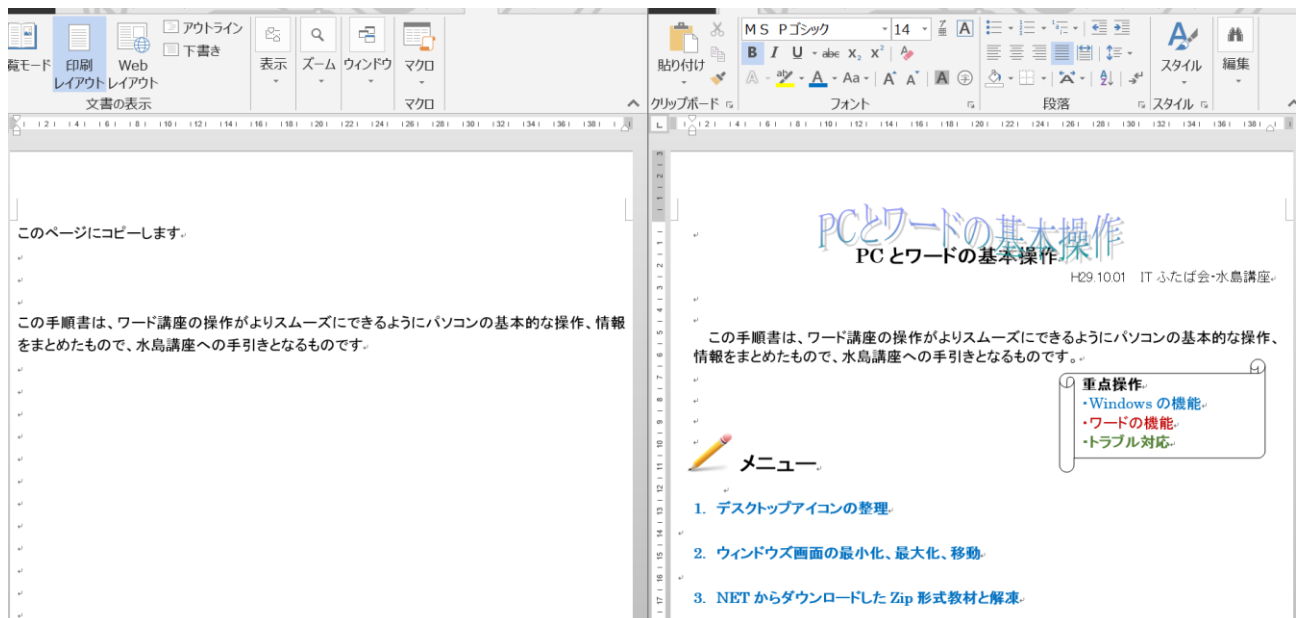 アウトライン
下書き
覧モード 印刷 レイアウト Web レイアウト 表示 ズーム ウィンドウ マクロ
文書の表示 マクロ
このページにコピーします
この手順書は、ワード講座の操作がよりスムーズにできるようにパソコンの基本的な操作、情報
をまとめたもので、水島講座への手引きとなるものです
MS Pゴシック 14
B I U abc X₂ X²
貼り付け A aby A Aa A A A スタイル 編集
クリップボード フォント 段落 スタイル
PCとワードの基本操作
PC とワードの基本操作
H29.10.01 IT ふたば会・水島講座
この手順書は、ワード講座の操作がよりスムーズにできるようにパソコンの基本的な操作、
情報をまとめたもので、水島講座への手引きとなるものです。
重点操作
・Windows の機能
・ワードの機能
・トラブル対応
メニュー
1. デスクトップアイコンの整理
2. ウィンドウズ画面の最小化、最大化、移動
3. NET からダウンロードした Zip 形式教材と解凍